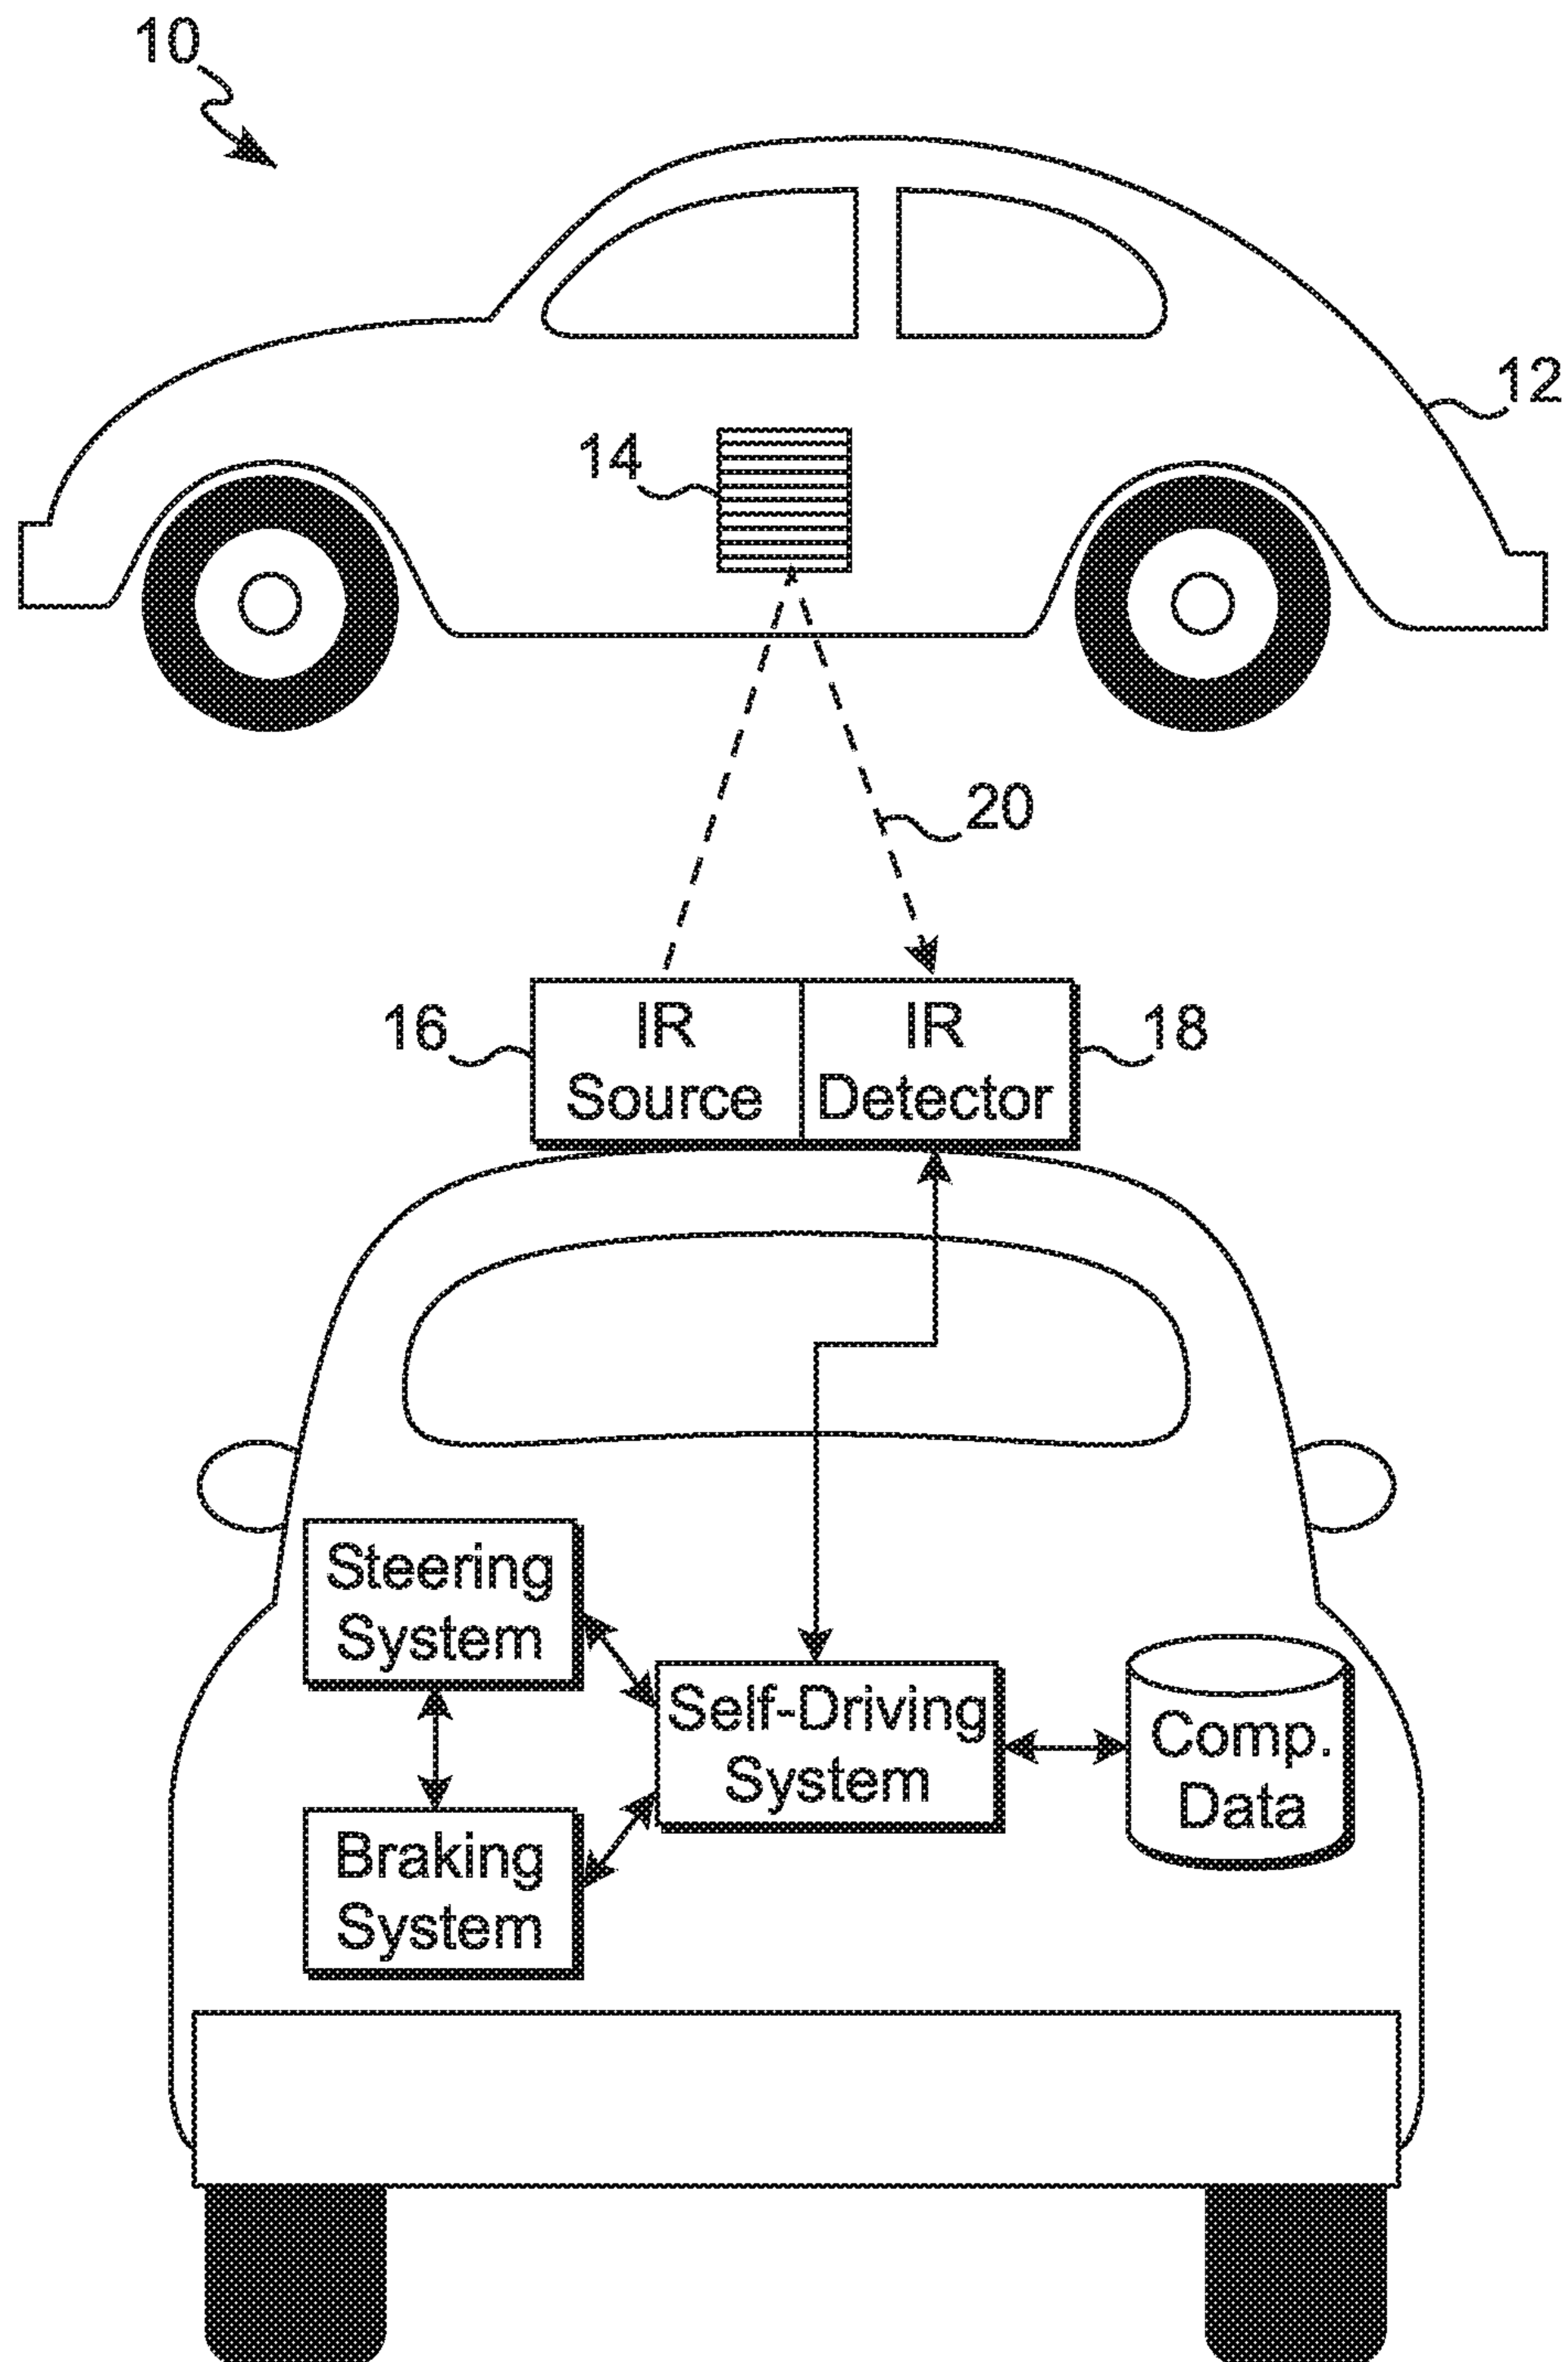 10
12
14
20
16
IR
Source
IR
Detector
18
Steering
System
Self-Driving
System
Comp.
Data
Braking
System